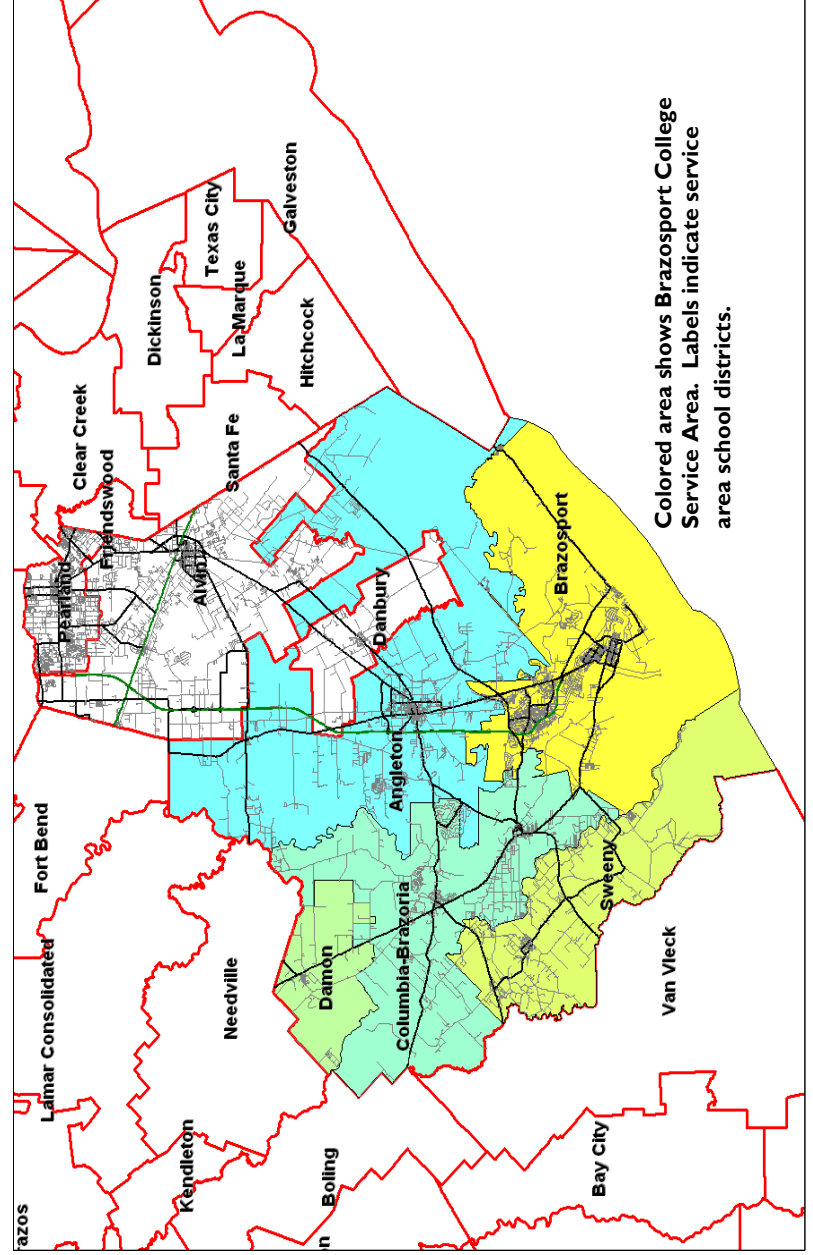 azos
Lamar Consolidated
Fort Bend
Pearland
Clear Creek
Friendswood
Kendleton
Needville
Alvin
Santa Fe
Dickinson
Texas City
La Marque
Galveston
Hitchcock
n
Boling
Damon
Columbia-Brazoria
Angleton
Danbury
Brazosport
Sweeny
Bay City
Van Vleck
Colored area shows Brazosport College
Service Area. Labels indicate service
area school districts.